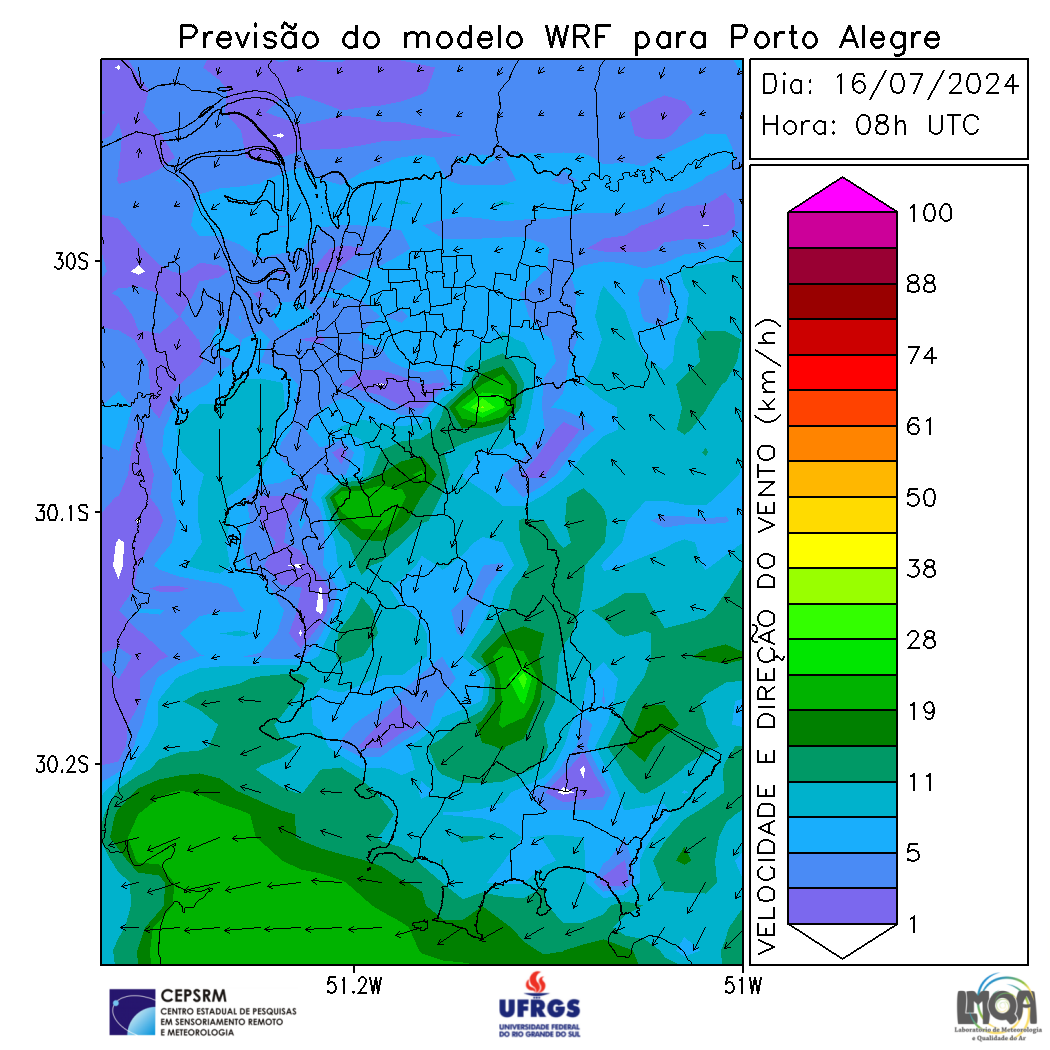 Previsão do modelo WRF para Porto Alegre
Dia: 16/07/2024
Hora: 08h UTC
30S
30.1S
30.2S
51.2W
51W
VELOCIDADE E DIREÇÃO DO VENTO (km/h)
100
88
74
61
50
38
28
19
11
5
1
CEPSRM
CENTRO ESTADUAL DE PESQUISAS
EM SENSORIAMENTO REMOTO
E METEOROLOGIA
UFRGS
UNIVERSIDADE FEDERAL
DO RIO GRANDE DO SUL
LMQA
Laboratório de Meteorologia
e Qualidade do Ar